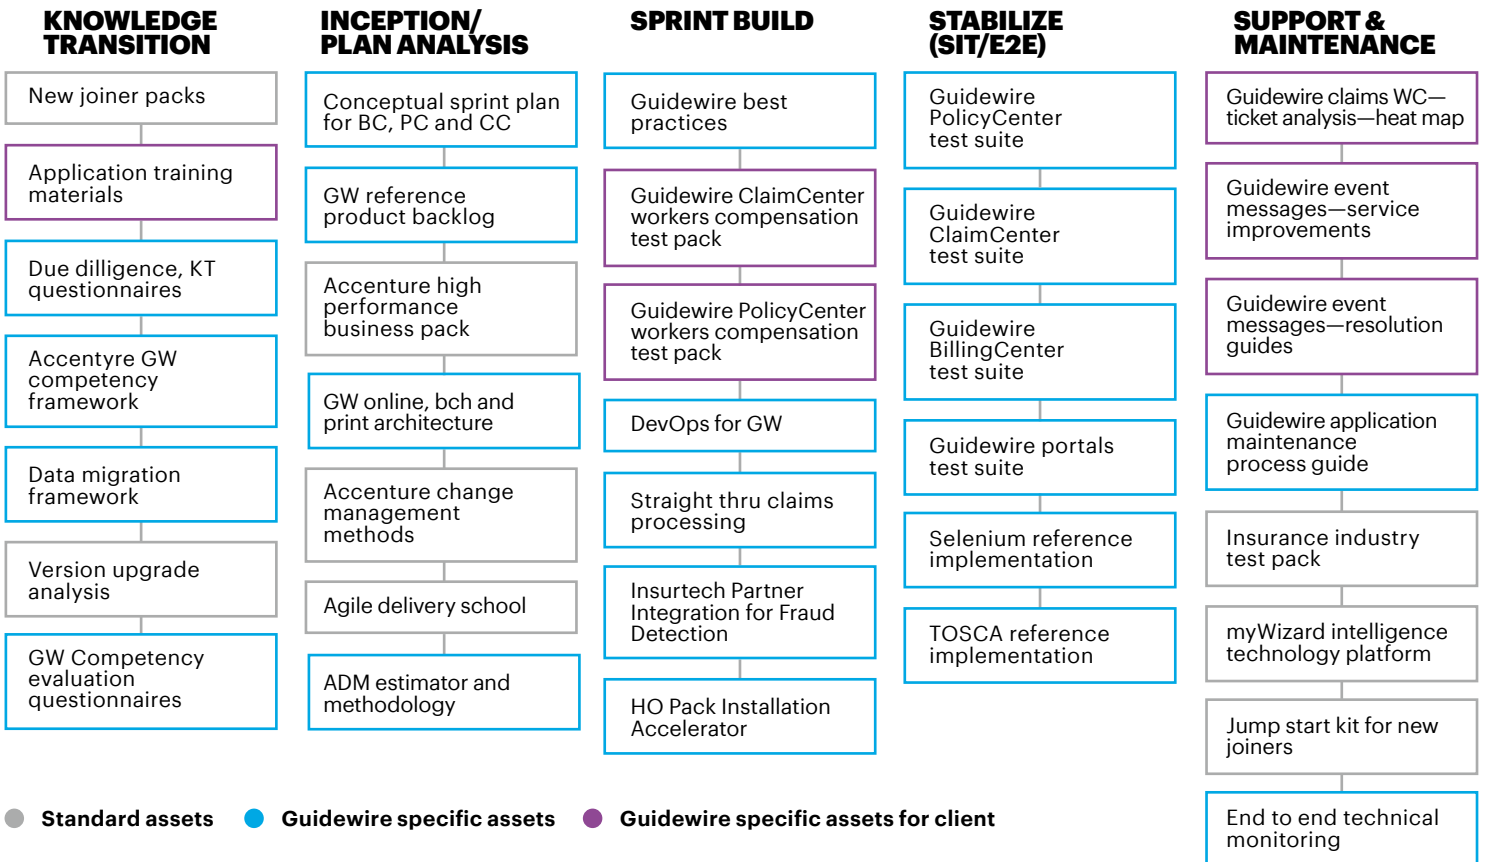 KNOWLEDGE
TRANSITION
New joiner packs
Application training
materials
Due dilligence, KT
questionnaires
Accentyre GW
competency
framework
Data migration
framework
Version upgrade
analysis
GW Competency
evaluation
questionnaires
INCEPTION/
PLAN ANALYSIS
Conceptual sprint plan
for BC, PC and CC
GW reference
product backlog
Accenture high
performance
business pack
GW online, bch and
print architecture
Accenture change
management
methods
Agile delivery school
ADM estimator and
methodology
SPRINT BUILD
Guidewire best
practices
Guidewire ClaimCenter
workers compensation
test pack
Guidewire PolicyCenter
workers compensation
test pack
DevOps for GW
Straight thru claims
processing
Insurtech Partner
Integration for Fraud
Detection
HO Pack Installation
Accelerator
STABILIZE
(SIT/E2E)
Guidewire
PolicyCenter
test suite
Guidewire
ClaimCenter
test suite
Guidewire
BillingCenter
test suite
Guidewire portals
test suite
Selenium reference
implementation
TOSCA reference
implementation
SUPPORT &
MAINTENANCE
Guidewire claims WC—
ticket analysis—heat map
Guidewire event
messages—service
improvements
Guidewire event
messages—resolution
guides
Guidewire application
maintenance
process guide
Insurance industry
test pack
myWizard intelligence
technology platform
Jump start kit for new
joiners
End to end technical
monitoring
Standard assets
Guidewire specific assets
Guidewire specific assets for client